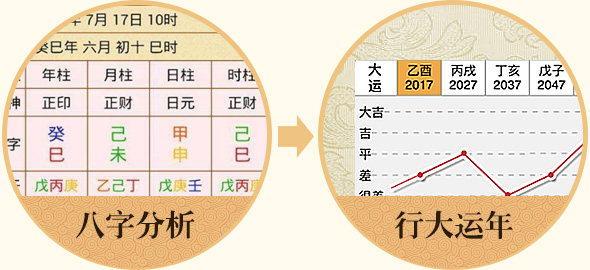 年 7月 17日 10时
癸巳年 六月 初十 巳时
年柱 月柱 日柱 时柱
神 正印 正财 日元 正财
字 癸 己 甲 己
巳 未 申 巳
戊丙庚 乙己丁 戊庚壬 戊丙
八字分析
大运 乙酉 丙戌 丁亥 戊子
2017 2027 2037 2047
大吉
吉
平
差
很差
行大运年